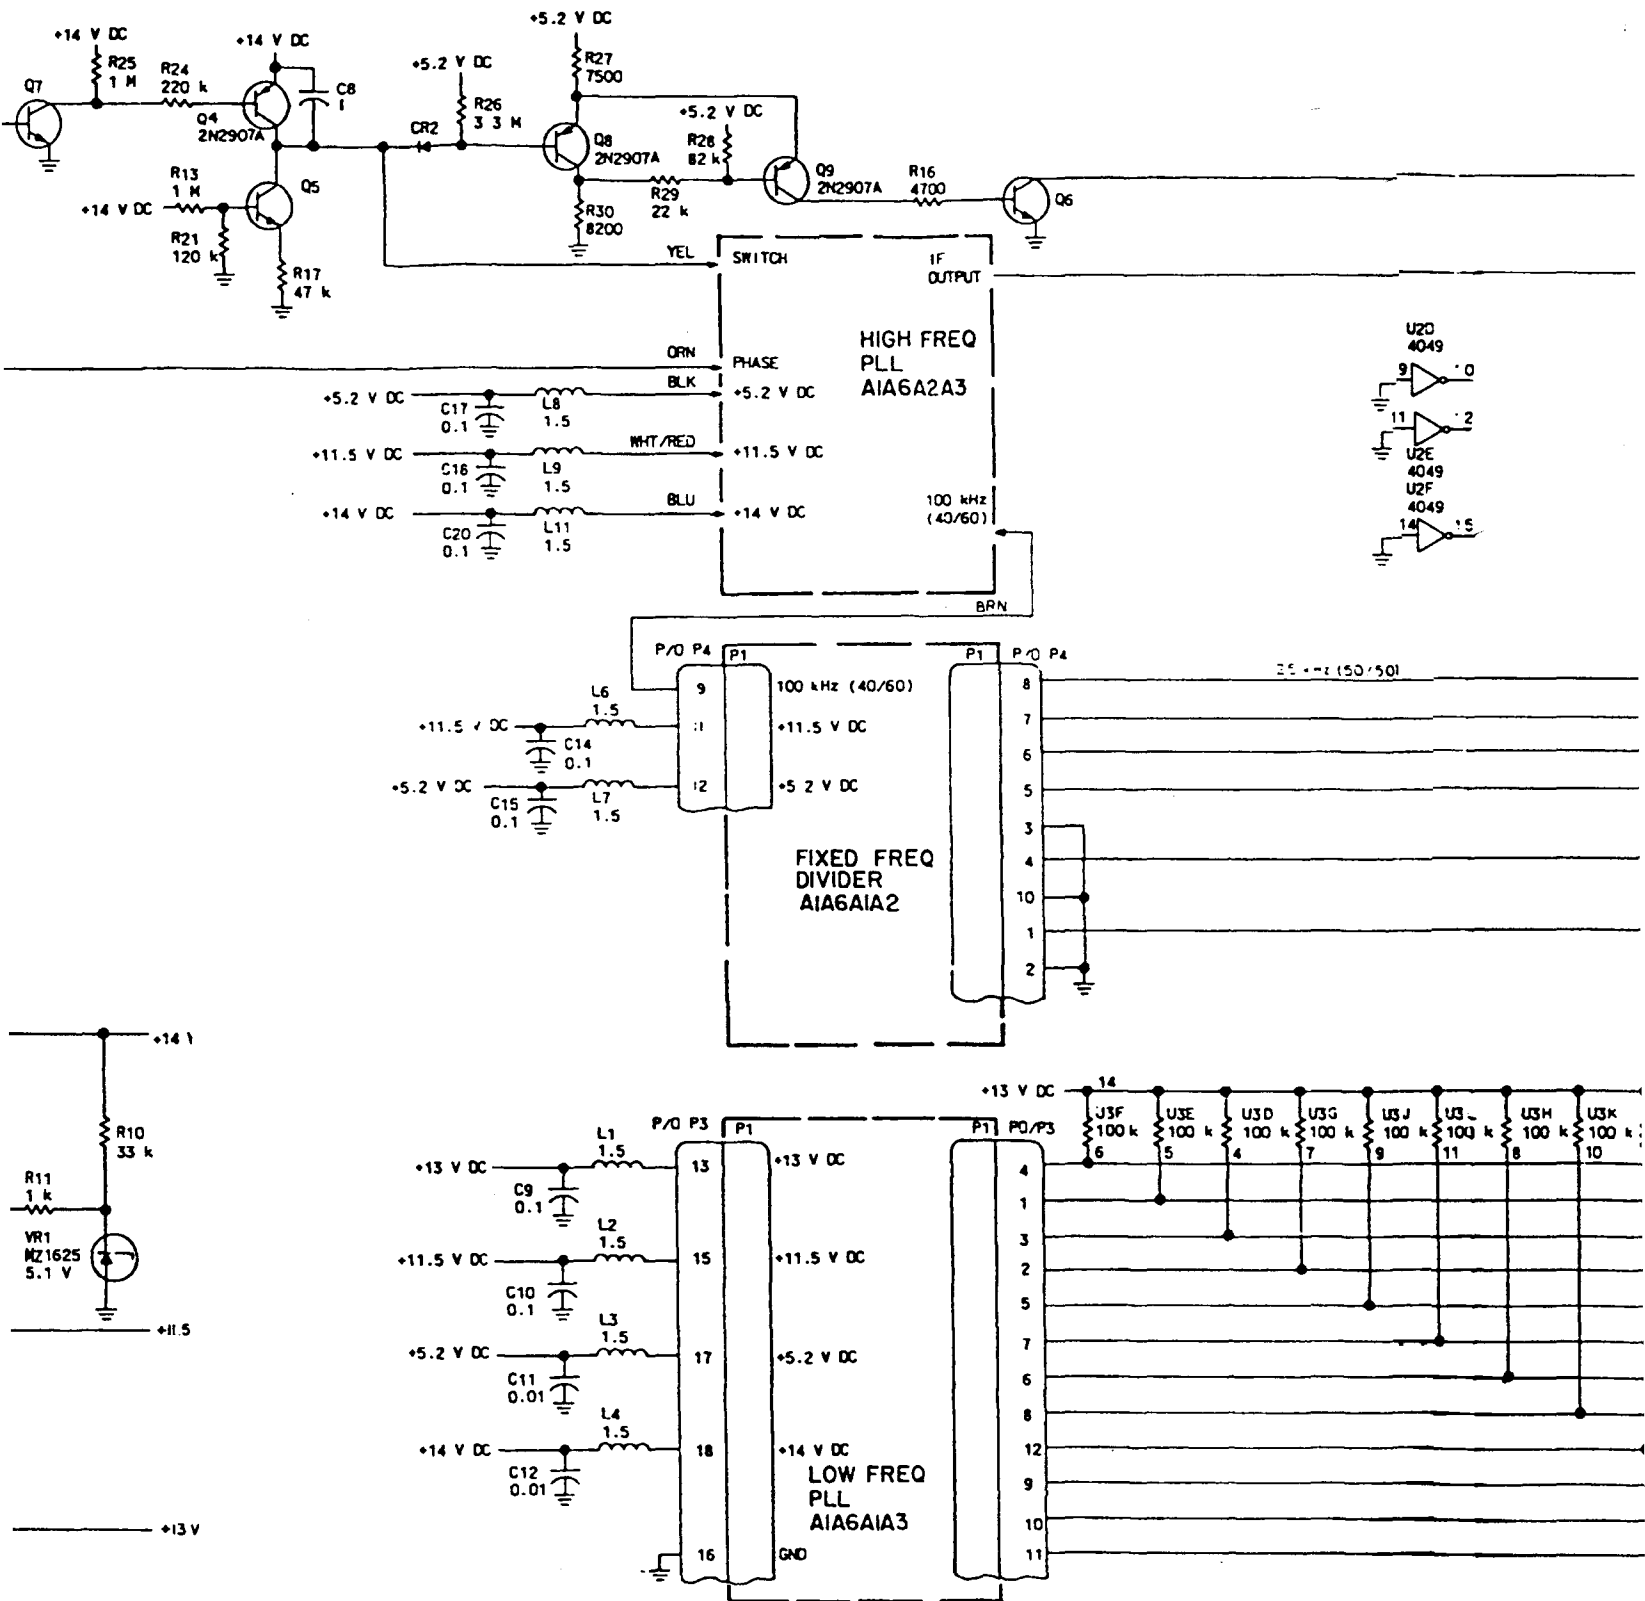 +5.2 V DC
+14 V DC
R25
1 M
R24
220 k
+14 V DC
C8
1
Q7
Q4
2N2907A
+5.2 V DC
R27
7500
R26
3.3 M
CR2
Q8
2N2907A
+5.2 V DC
R28
82 k
Q9
2N2907A
R16
4700
Q6
R13
1 M
+14 V DC
Q5
R21
120 k
R17
47 k
R29
22 k
R30
8200
YEL
SWITCH
IF
OUTPUT
HIGH FREQ
PLL
A1A6A2A3
ORN
PHASE
BLK
+5.2 V DC
C17
0.1
L8
1.5
+5.2 V DC
WHT/RED
+11.5 V DC
0.1
L9
1.5
+11.5 V DC
BLU
+14 V DC
C20
0.1
L11
1.5
+14 V DC
100 kHz
(40/60)
BRN
U2D
4049
9
11
U2E
4049
U2F
4049
14
15
P/O P4
P1
9
100 kHz (40/60)
L6
1.5
+11.5 V DC
C14
0.1
11
+11.5 V DC
+5.2 V DC
C15
0.1
L7
1.5
12
+5.2 V DC
FIXED FREQ
DIVIDER
A1A6A1A2
P1
P/O P4
8
(50/50)
7
6
5
3
4
10
1
2
+14 V
R10
33 k
R11
1 k
VR1
MZ1625
5.1 V
+11.5
+13 V
P/O P3
P1
+13 V DC
L1
1.5
C9
0.1
13
+13 V DC
+11.5 V DC
L2
1.5
C10
0.1
15
+11.5 V DC
+5.2 V DC
L3
1.5
C11
0.01
17
+5.2 V DC
+14 V DC
L4
1.5
C12
0.01
18
+14 V DC
16
GND
LOW FREQ
PLL
A1A6A1A3
+13 V DC
14
P1
PO/P3
U3F
100 k
6
U3E
100 k
5
U3D
100 k
4
U3G
100 k
7
U3J
100 k
9
100 k
11
U3H
100 k
8
U3K
100 k
10
4
1
3
2
5
7
6
8
12
9
10
11